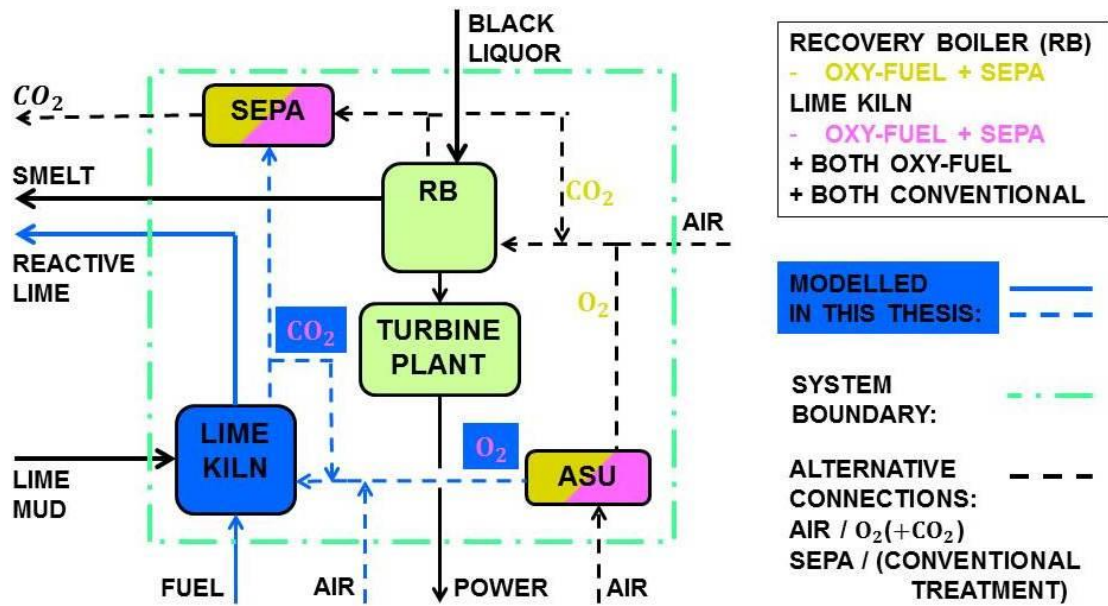 BLACK
LIQUOR
CO₂
SEPA
SMELT
RB
CO₂
AIR
REACTIVE
LIME
O₂
CO₂
TURBINE
PLANT
LIME
KILN
O₂
ASU
LIME
MUD
FUEL
AIR
POWER
AIR
RECOVERY BOILER (RB)
- OXY-FUEL + SEPA
LIME KILN
- OXY-FUEL + SEPA
+ BOTH OXY-FUEL
+ BOTH CONVENTIONAL
MODELLED
IN THIS THESIS:
SYSTEM
BOUNDARY:
ALTERNATIVE
CONNECTIONS:
AIR / O₂(+CO₂)
SEPA / (CONVENTIONAL
TREATMENT)